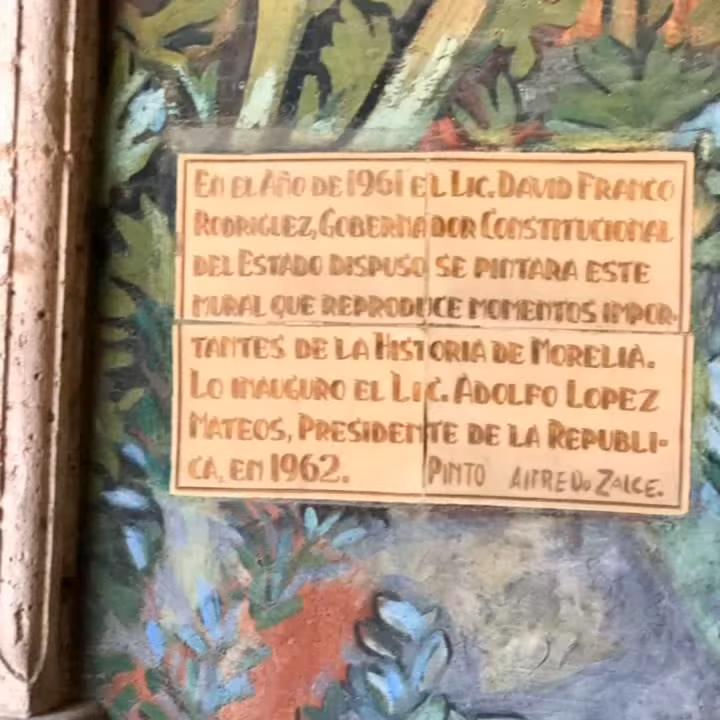 EN EL AÑO DE 1961 EL LIC. DAVID FRANCO
RODRIGUEZ, GOBERNADOR CONSTITUCIONAL
DEL ESTADO DISPUSO SE PINTARA ESTE
MURAL QUE REPRODUCE MOMENTOS IMPOR-
TANTES DE LA HISTORIA DE MORELIA.
LO INAUGURO EL LIC. ADOLFO LOPEZ
MATEOS, PRESIDENTE DE LA REPUBLI-
CA, EN 1962. PINTO ALFREDO ZALCE.